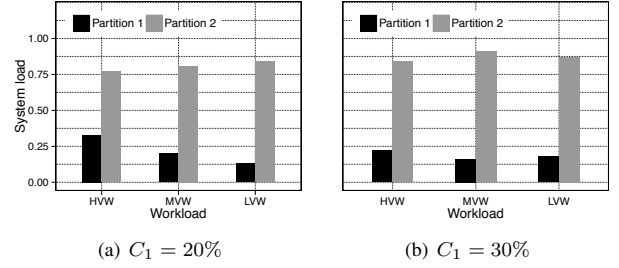 Partition 1 Partition 2
Partition 1 Partition 2
System load
1.00
0.75
0.50
0.25
0.00
HVW MVW LVW
HVW MVW LVW
Workload
Workload
(a) C₁ = 20%
(b) C₁ = 30%